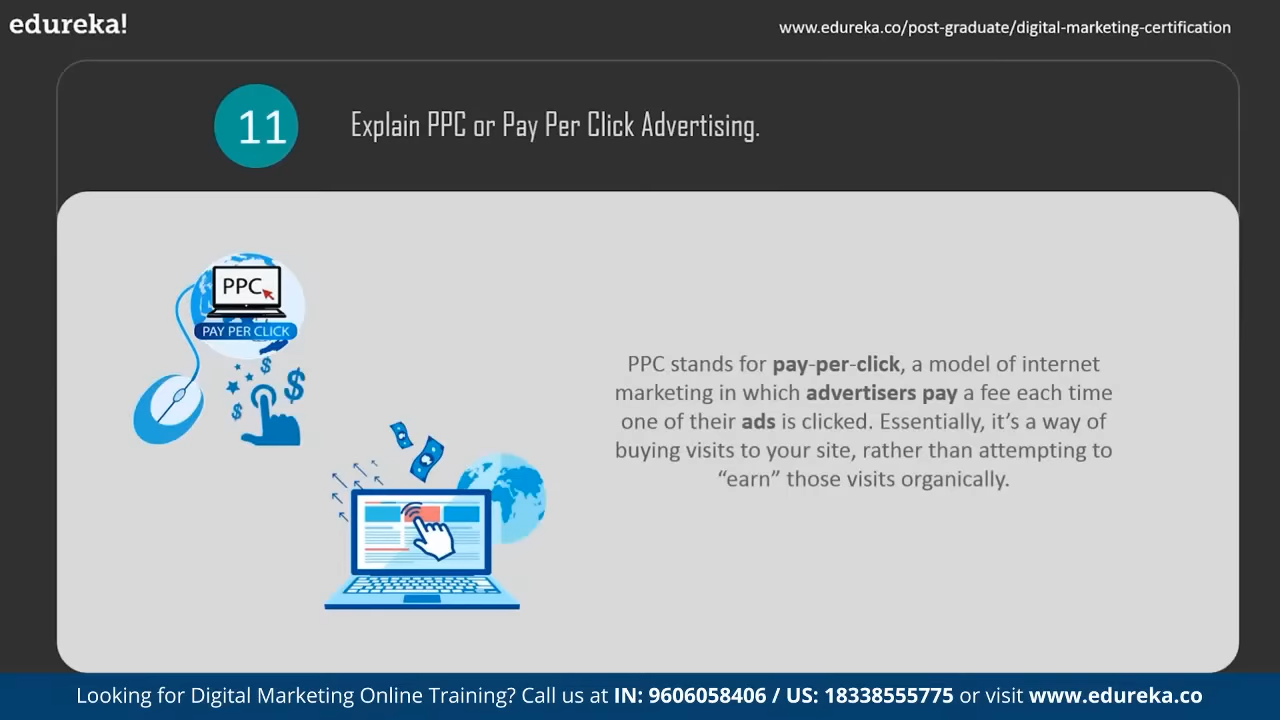 edureka!
www.edureka.co/post-graduate/digital-marketing-certification
11
Explain PPC or Pay Per Click Advertising.
PPC
PAY PER CLICK
PPC stands for pay-per-click, a model of internet
marketing in which advertisers pay a fee each time
one of their ads is clicked. Essentially, it’s a way of
buying visits to your site, rather than attempting to
“earn” those visits organically.
Looking for Digital Marketing Online Training? Call us at IN: 9606058406 / US: 18338555775 or visit www.edureka.co